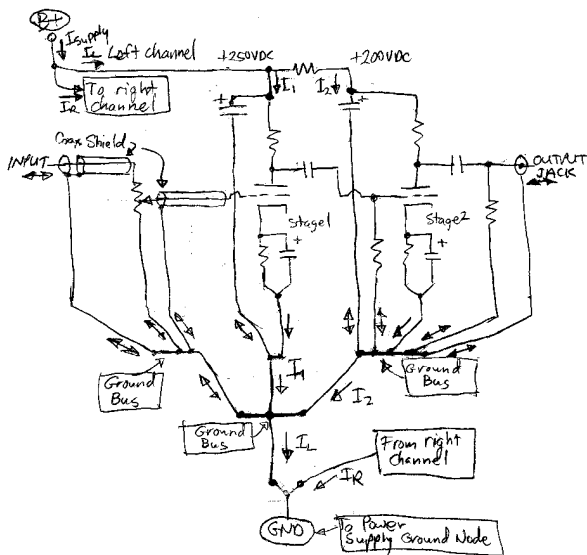 B+
Isupply
IL Left channel
+250VDC
+200VDC
To right
channel
IR
I1
I2
+
+
Coax Shield
INPUT
OUTPUT
JACK
Stage1
Stage2
+
+
Ground
Bus
I1
I2
Ground
Bus
Ground
Bus
IL
From right
channel
IR
GND
To Power
Supply Ground Node